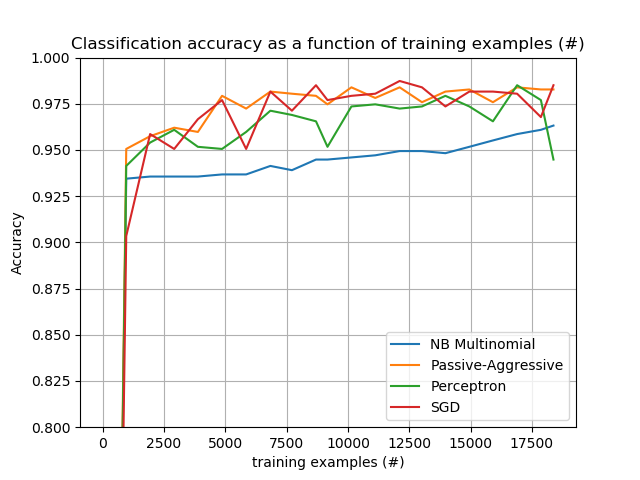 Classification accuracy as a function of training examples (#)
1.000
0.975
0.950
0.925
0.900
0.875
0.850
0.825
0.800
Accuracy
NB Multinomial
Passive-Aggressive
Perceptron
SGD
0 2500 5000 7500 10000 12500 15000 17500
training examples (#)